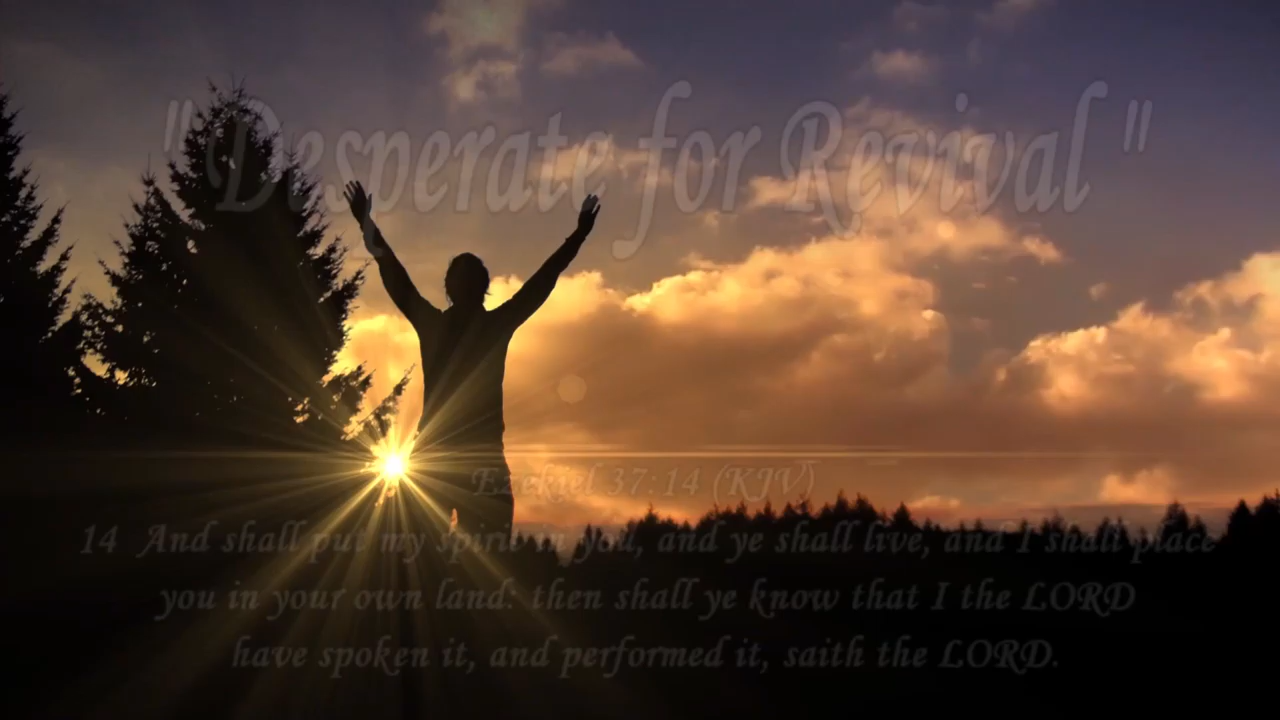 " Desperate for Revival "
Ezekiel 37:14 (KJV)
14 And shall put my spirit in you, and ye shall live, and I shall place
you in your own land: then shall ye know that I the LORD
have spoken it, and performed it, saith the LORD.